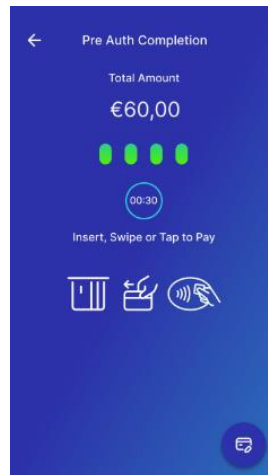 Pre Auth Completion
Total Amount
€60,00
00:30
Insert, Swipe or Tap to Pay